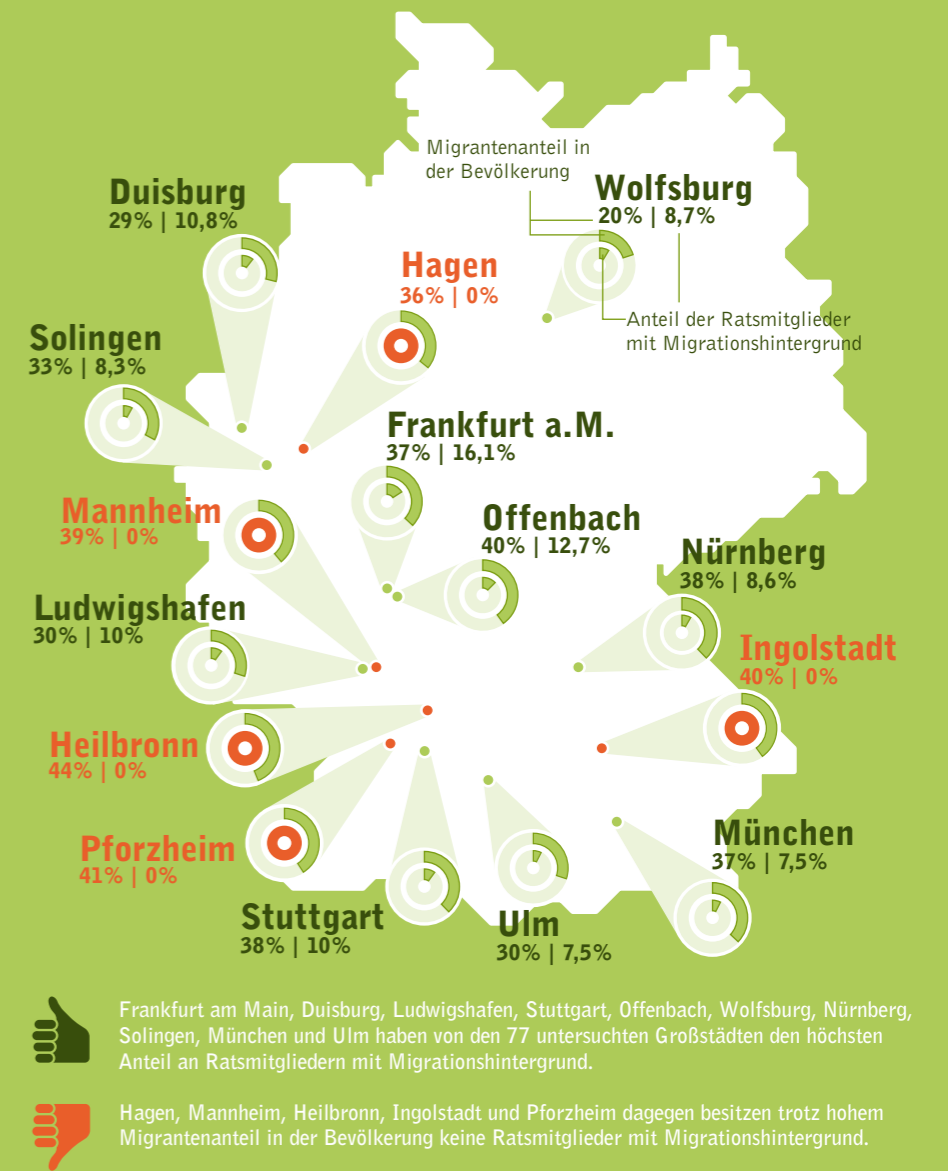 Migrantenanteil in
der Bevölkerung
Duisburg
29% | 10,8%
Wolfsburg
20% | 8,7%
Hagen
36% | 0%
Anteil der Ratsmitglieder
mit Migrationshintergrund
Solingen
33% | 8,3%
Frankfurt a.M.
37% | 16,1%
Mannheim
39% | 0%
Offenbach
40% | 12,7%
Nürnberg
38% | 8,6%
Ludwigshafen
30% | 10%
Ingolstadt
40% | 0%
Heilbronn
44% | 0%
Pforzheim
41% | 0%
München
37% | 7,5%
Stuttgart
38% | 10%
Ulm
30% | 7,5%
Frankfurt am Main, Duisburg, Ludwigshafen, Stuttgart, Offenbach, Wolfsburg, Nürnberg,
Solingen, München und Ulm haben von den 77 untersuchten Großstädten den höchsten
Anteil an Ratsmitgliedern mit Migrationshintergrund.
Hagen, Mannheim, Heilbronn, Ingolstadt und Pforzheim dagegen besitzen trotz hohem
Migrantenanteil in der Bevölkerung keine Ratsmitglieder mit Migrationshintergrund.